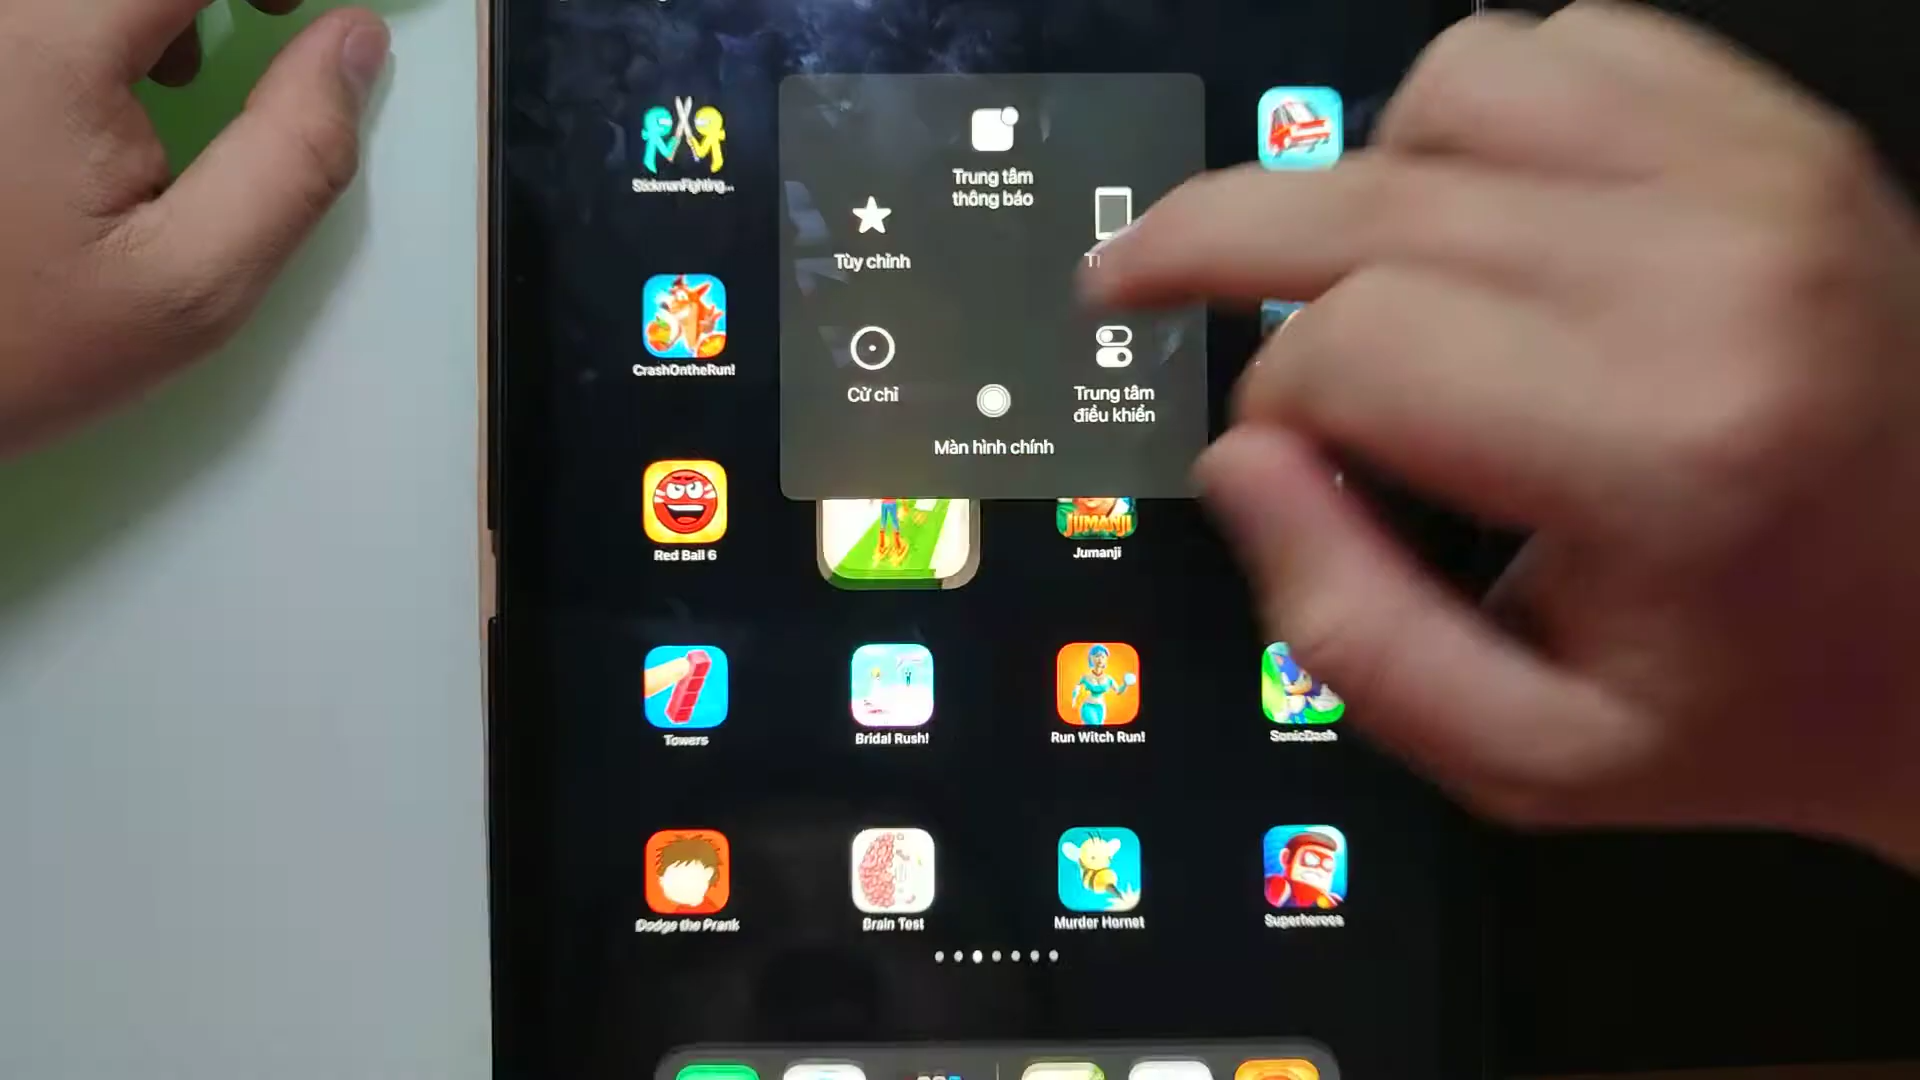 StickmanFighting...
Trung tâm
thông báo
Tùy chỉnh
CrashOntheRun!
Cử chỉ
Trung tâm
điều khiển
Màn hình chính
Red Ball 6
JUMANJI
Jumanji
Towers
Bridal Rush!
Run Witch Run!
SonicDash
Dodge the Prank
Brain Test
Murder Hornet
Superheroes